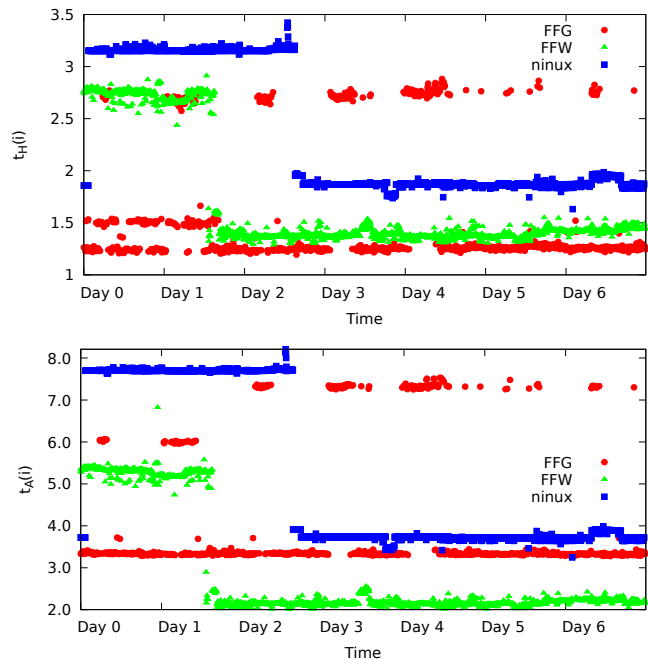 3.5
3
2.5
2
1.5
1
t_H(i)
FFG
FFW
ninux
Day 0 Day 1 Day 2 Day 3 Day 4 Day 5 Day 6
Time
8.0
7.0
6.0
5.0
4.0
3.0
2.0
t_A(i)
FFG
FFW
ninux
Day 0 Day 1 Day 2 Day 3 Day 4 Day 5 Day 6
Time